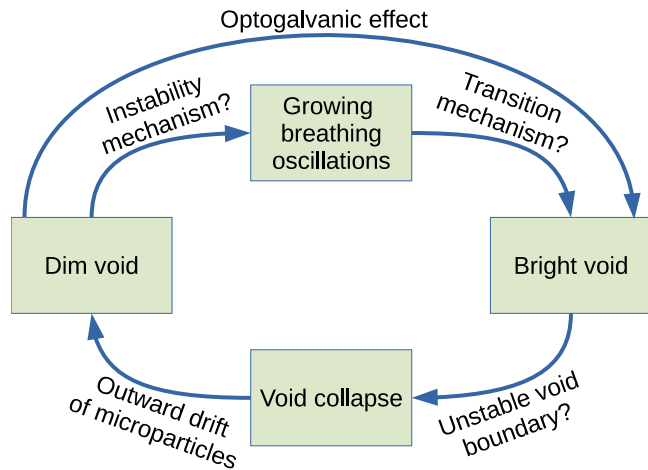 Optogalvanic effect
Instability
mechanism?
Growing
breathing
oscillations
Transition
mechanism?
Dim void
Bright void
Outward drift
of microparticles
Void collapse
Unstable void
boundary?